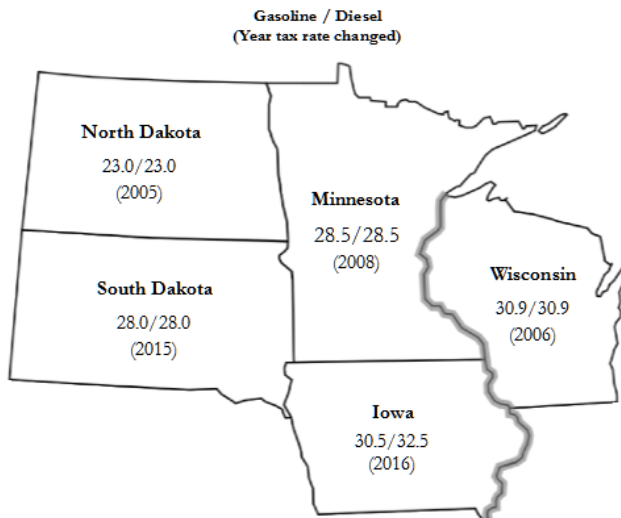 Gasoline / Diesel
(Year tax rate changed)
North Dakota
23.0/23.0
(2005)
Minnesota
28.5/28.5
(2008)
Wisconsin
30.9/30.9
(2006)
South Dakota
28.0/28.0
(2015)
Iowa
30.5/32.5
(2016)